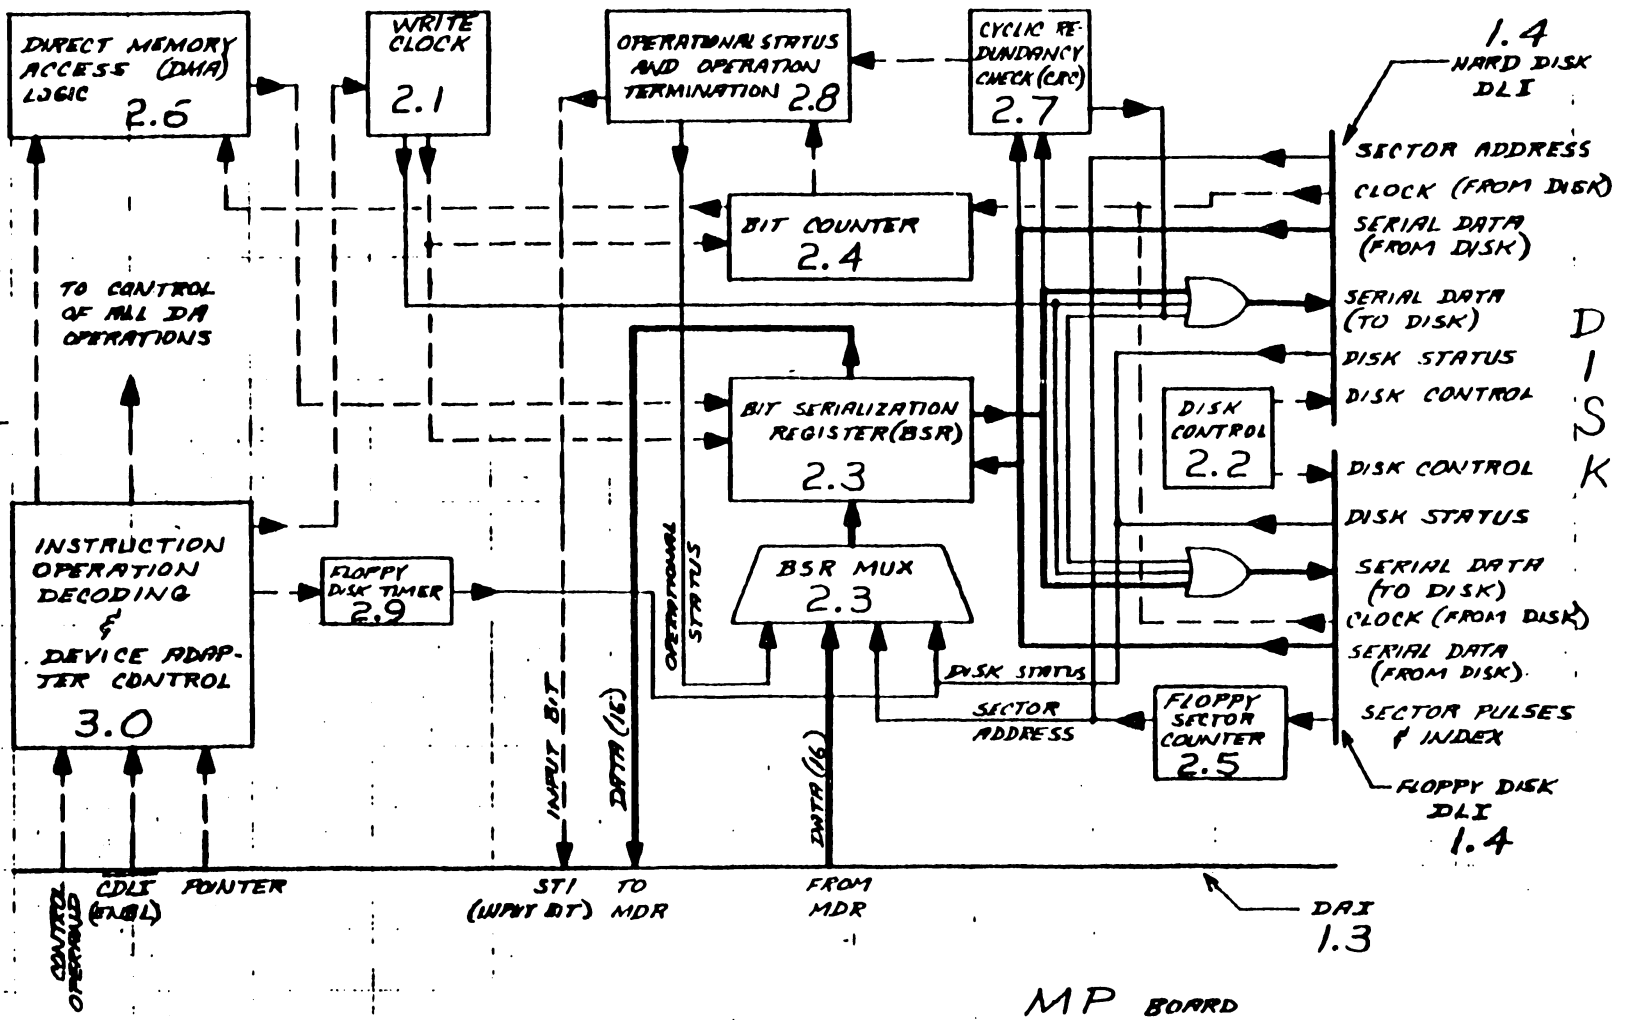 DIRECT MEMORY
ACCESS (DMA)
LOGIC
2.6
WRITE
CLOCK
2.1
OPERATIONAL STATUS
AND OPERATION
TERMINATION
2.8
CYCLIC RE-
DUNDANCY
CHECK (CRC)
2.7
1.4
HARD DISK
DLI
SECTOR ADDRESS
CLOCK (FROM DISK)
SERIAL DATA
(FROM DISK)
SERIAL DATA
(TO DISK)
DISK STATUS
DISK CONTROL
DISK
CONTROL
2.2
DISK CONTROL
DISK STATUS
SERIAL DATA
(TO DISK)
CLOCK (FROM DISK)
SERIAL DATA
(FROM DISK)
SECTOR PULSES
& INDEX
FLOPPY DISK
DLI
1.4
DISK
BIT COUNTER
2.4
TO CONTROL
OF ALL DA
OPERATIONS
BIT SERIALIZATION
REGISTER (BSR)
2.3
BSR MUX
2.3
INSTRUCTION
OPERATION
DECODING
&
DEVICE ADAP-
TER CONTROL
3.0
FLOPPY
DISK TIMER
2.9
OPERATIONAL
STATUS
INPUT BIT
DATA (16)
DATA (16)
DISK STATUS
SECTOR
ADDRESS
FLOPPY
SECTOR
COUNTER
2.5
CONTROL
OPERAND
CDLI
(ENBL)
POINTER
STI
(INPUT BIT)
TO
MDR
FROM
MDR
DAI
1.3
MP BOARD